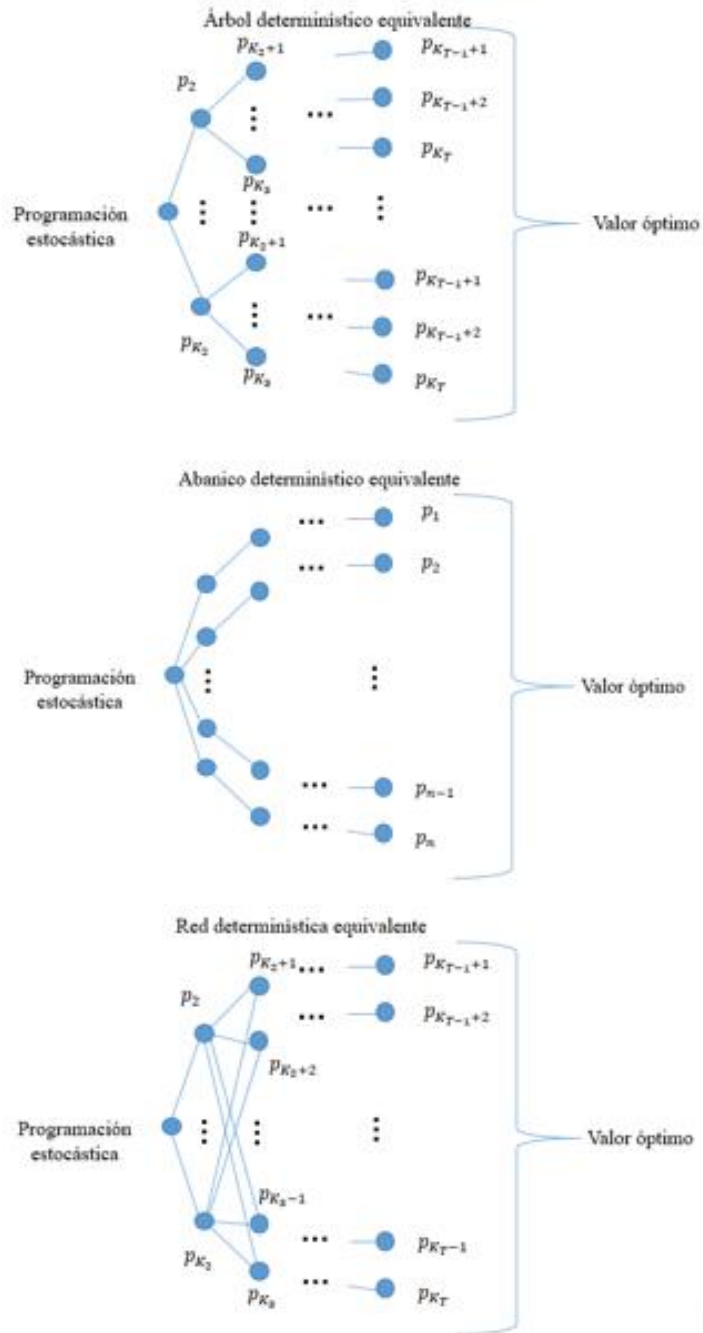 Árbol determinístico equivalente
p_{K_2+1}
p_{K_{T-1}+1}
p_2
p_{K_{T-1}+2}
p_{K_T}
p_{K_3}
Programación
estocástica
Valor óptimo
p_{K_2+1}
p_{K_{T-1}+1}
p_{K_{T-1}+2}
p_{K_2}
p_{K_3}
p_{K_T}
Abanico determinístico equivalente
p_1
p_2
Programación
estocástica
Valor óptimo
p_{n-1}
p_n
Red determinística equivalente
p_{K_2+1}
p_{K_{T-1}+1}
p_2
p_{K_{T-1}+2}
p_{K_2+2}
Programación
estocástica
Valor óptimo
p_{K_3-1}
p_{K_T-1}
p_{K_2}
p_{K_3}
p_{K_T}